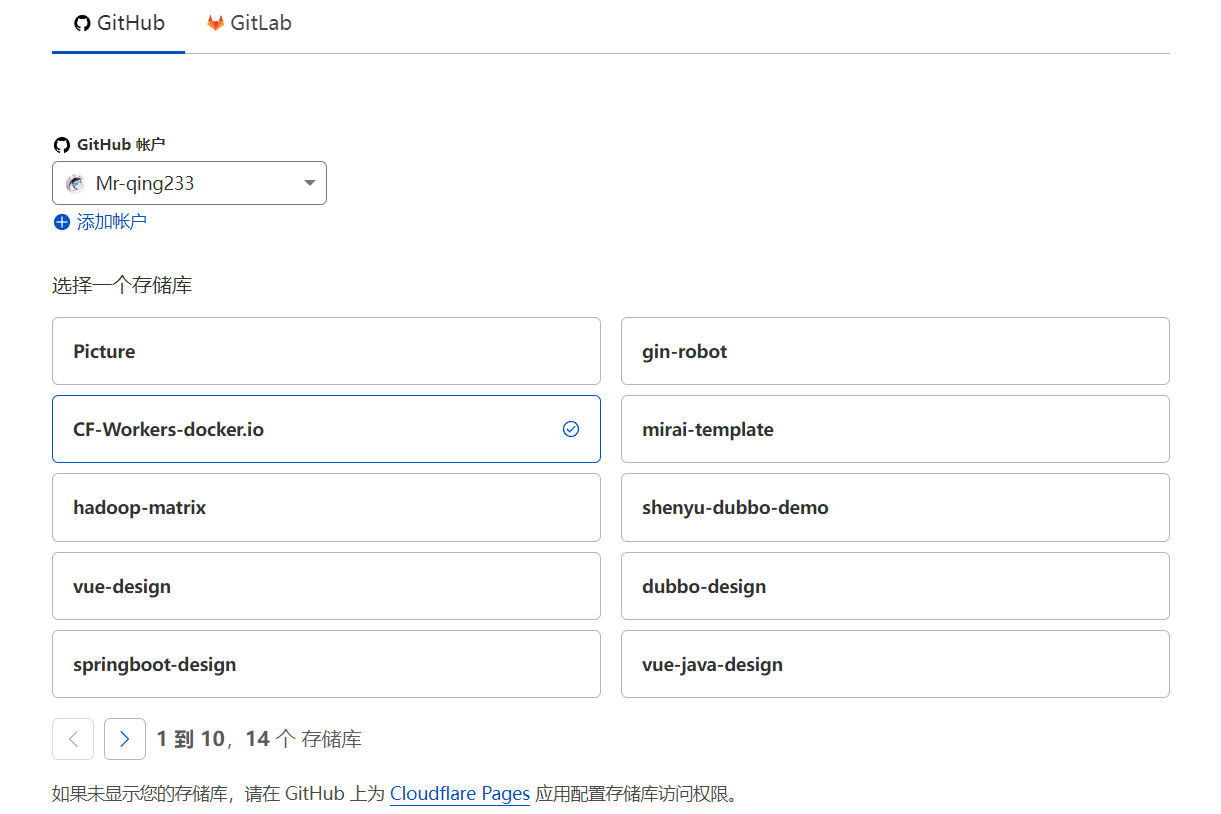 GitHub GitLab
GitHub 帐户
Mr-qing233
添加帐户
选择一个存储库
Picture gin-robot
CF-Workers-docker.io mirai-template
hadoop-matrix shenyu-dubbo-demo
vue-design dubbo-design
springboot-design vue-java-design
1 到 10，14 个 存储库
如果未显示您的存储库，请在 GitHub 上为 Cloudflare Pages 应用配置存储库访问权限。